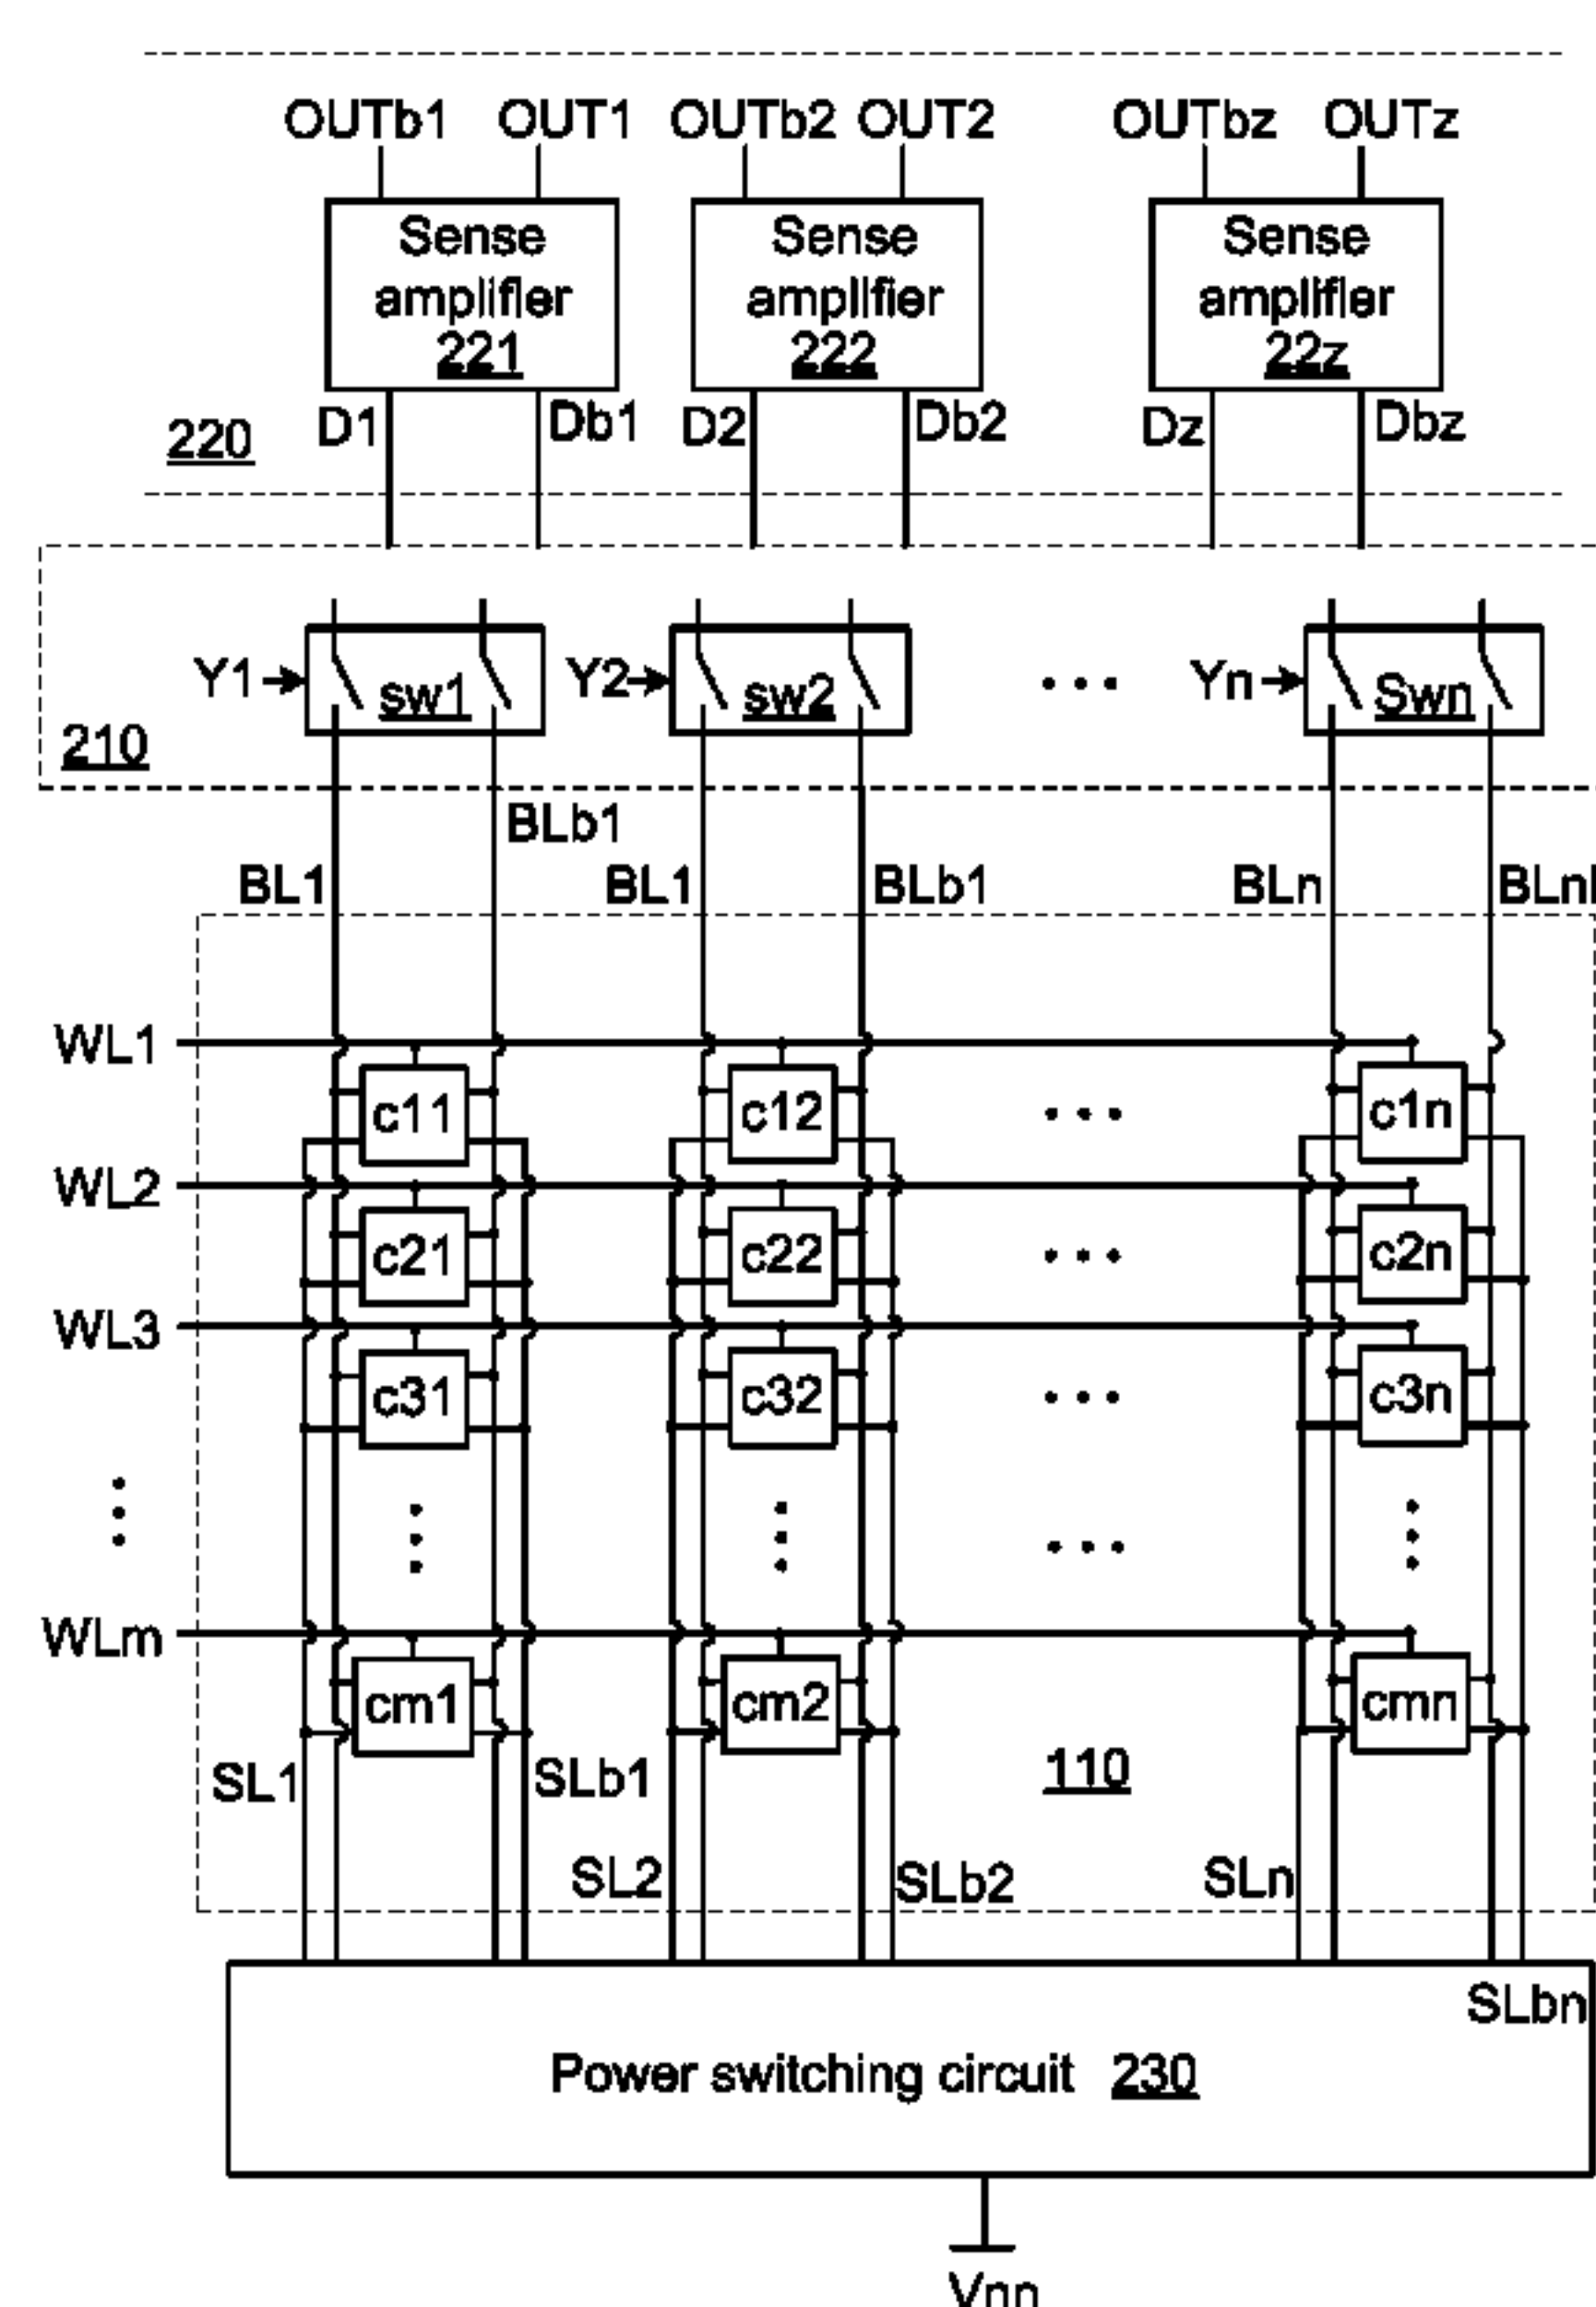 OUTb1 OUT1 OUTb2 OUT2 OUTbz OUTz
Sense amplifier 221
Sense amplifier 222
Sense amplifier 22z
D1 Db1 D2 Db2 Dz Dbz
220
Y1 sw1 Y2 sw2 Yn Swn
210
BLb1
BL1 BL1 BLb1 BLn
WL1
c11 c12 c1n
WL2
c21 c22 c2n
WL3
c31 c32 c3n
WLm
cm1 cm2 cmn
SL1 SLb1 110
SL2 SLb2 SLn
SLbn
Power switching circuit 230